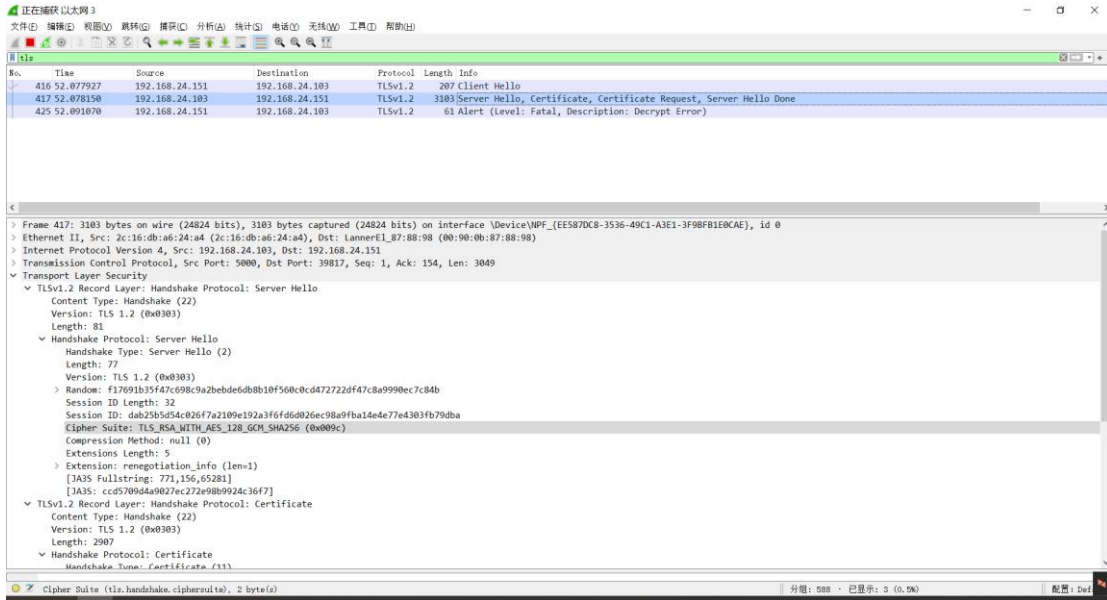 正在捕获 以太网 3
文件(F) 编辑(E) 视图(V) 跳转(G) 捕获(C) 分析(A) 统计(S) 电话(Y) 无线(W) 工具(T) 帮助(H)
tls
No. Time Source Destination Protocol Length Info
416 52.077927 192.168.24.151 192.168.24.103 TLSv1.2 207 Client Hello
417 52.078150 192.168.24.103 192.168.24.151 TLSv1.2 3103 Server Hello, Certificate, Certificate Request, Server Hello Done
425 52.091070 192.168.24.151 192.168.24.103 TLSv1.2 61 Alert (Level: Fatal, Description: Decrypt Error)
Frame 417: 3103 bytes on wire (24824 bits), 3103 bytes captured (24824 bits) on interface \Device\NPF_{EE587DC8-3536-49C1-A3E1-3F9BFB1E0CAE}, id 0
Ethernet II, Src: 2c:16:db:a6:24:a4 (2c:16:db:a6:24:a4), Dst: LannerEl_87:88:98 (00:90:0b:87:88:98)
Internet Protocol Version 4, Src: 192.168.24.103, Dst: 192.168.24.151
Transmission Control Protocol, Src Port: 5000, Dst Port: 39817, Seq: 1, Ack: 154, Len: 3049
Transport Layer Security
TLSv1.2 Record Layer: Handshake Protocol: Server Hello
Content Type: Handshake (22)
Version: TLS 1.2 (0x0303)
Length: 81
Handshake Protocol: Server Hello
Handshake Type: Server Hello (2)
Length: 77
Version: TLS 1.2 (0x0303)
Random: f17691b35f47c698c9a2bebde6db8b10f560c0cd472722df47c8a9990ec7c84b
Session ID Length: 32
Session ID: dab25b5d54c026f7a2109e192a3f6fd6d026ec98a9fba14e4e77e4303fb79dba
Cipher Suite: TLS_RSA_WITH_AES_128_GCM_SHA256 (0x009c)
Compression Method: null (0)
Extensions Length: 5
Extension: renegotiation_info (len=1)
[JA3S Fullstring: 771,156,65281]
[JA3S: ccd5709d4a9027ec272e98b9924c36f7]
TLSv1.2 Record Layer: Handshake Protocol: Certificate
Content Type: Handshake (22)
Version: TLS 1.2 (0x0303)
Length: 2907
Handshake Protocol: Certificate
Handshake Type: Certificate (11)
Cipher Suite (tls.handshake.ciphersuite), 2 byte(s) 分组: 588 · 已显示: 3 (0.5%) 配置: Def